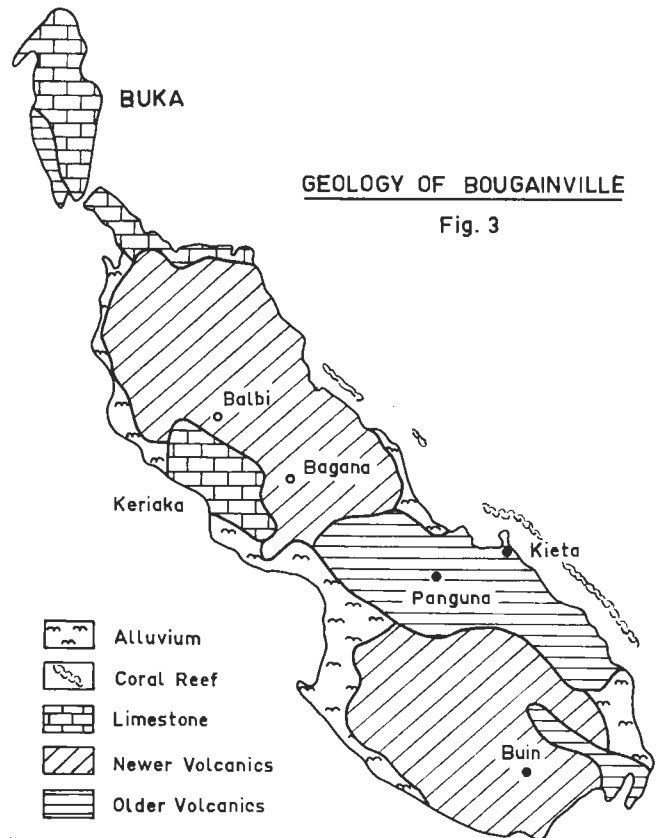 BUKA
GEOLOGY OF BOUGAINVILLE
Fig. 3
Balbi
Bagana
Keriaka
Kieta
Panguna
Alluvium
Coral Reef
Limestone
Newer Volcanics
Buin
Older Volcanics